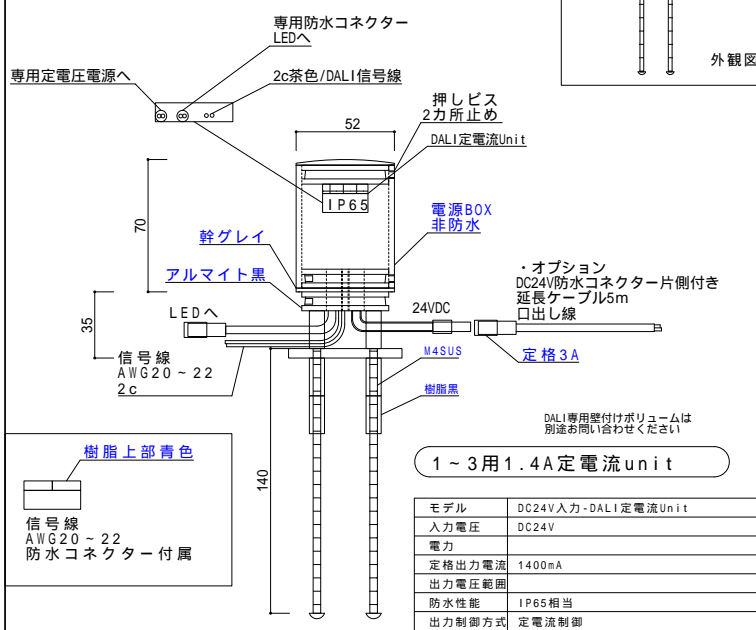 専用防水コネクター
LEDへ
専用定電圧電源へ
2c茶色/DALI信号線
外観図
52
押しビス
2カ所止め
DALI定電流Unit
IP65
70
電源BOX
非防水
幹グレイ
アルマイト黒
・オプション
DC24V防水コネクター片側付き
延長ケーブル5m
口出し線
LEDへ
24VDC
35
定格3A
信号線
AWG20~22
2c
M4SUS
樹脂黒
DALI専用壁付けボリュームは
別途お問い合わせください
樹脂上部青色
信号線
AWG20~22
防水コネクター付属
140
1~3用1.4A定電流unit
モデル DC24V入力-DALI定電流Unit
入力電圧 DC24V
電力
定格出力電流 1400mA
出力電圧範囲
防水性能 IP65相当
出力制御方式 定電流制御